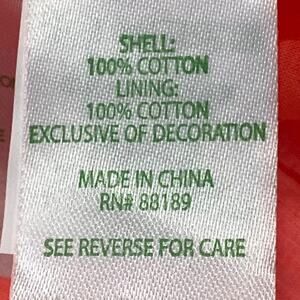 SHELL:
100% COTTON
LINING:
100% COTTON
EXCLUSIVE OF DECORATION
MADE IN CHINA
RN# 88189
SEE REVERSE FOR CARE